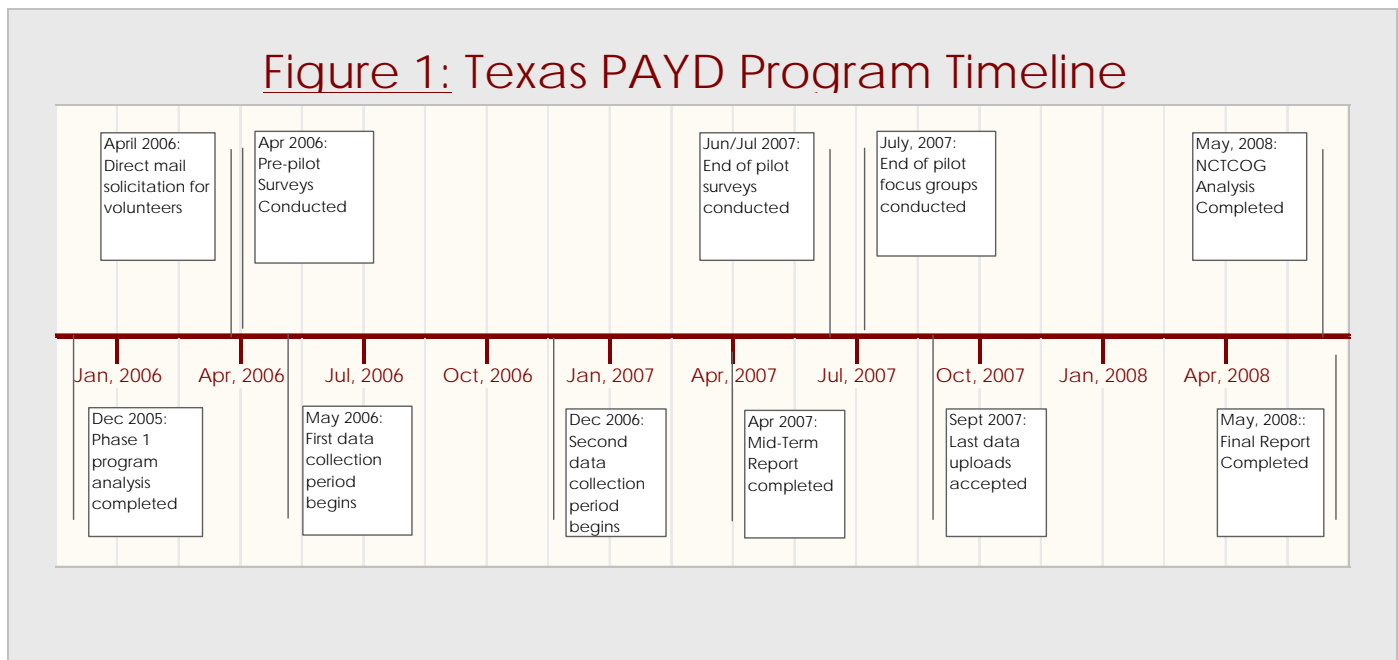 Figure 1: Texas PAYD Program Timeline
April 2006:
Direct mail
solicitation for
volunteers
Apr 2006:
Pre-pilot
Surveys
Conducted
Jun/Jul 2007:
End of pilot
surveys
conducted
July, 2007:
End of pilot
focus groups
conducted
May, 2008:
NCTCOG
Analysis
Completed
Jan, 2006
Apr, 2006
Jul, 2006
Oct, 2006
Jan, 2007
Apr, 2007
Jul, 2007
Oct, 2007
Jan, 2008
Apr, 2008
Dec 2005:
Phase 1
program
analysis
completed
May 2006:
First data
collection
period
begins
Dec 2006:
Second
data
collection
period
begins
Apr 2007:
Mid-Term
Report
completed
Sept 2007:
Last data
uploads
accepted
May, 2008::
Final Report
Completed